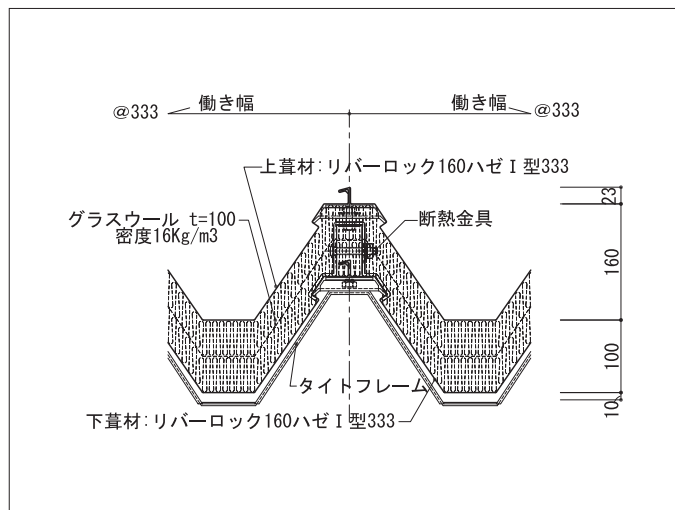 @333 働き幅 働き幅 @333
上葺材:リバーロック160ハゼⅠ型333
グラスウール t=100
密度16Kg/m3
断熱金具
タイトフレーム
下葺材:リバーロック160ハゼⅠ型333
23
160
100
10